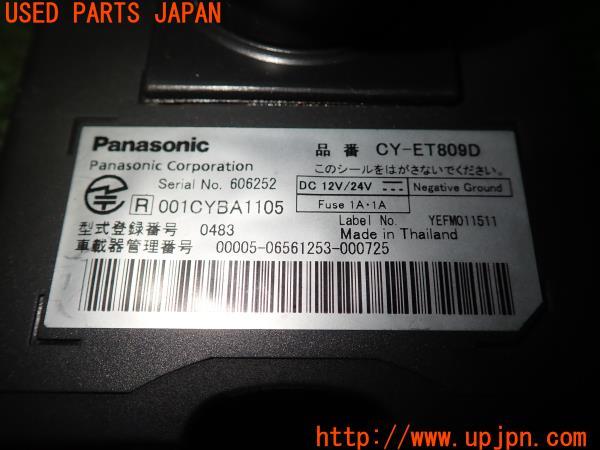 USED PARTS JAPAN
Panasonic
品 番 CY-ET809D
Panasonic Corporation
このシールをはがさないでください。
Serial No. 606252
DC 12V/24V
Negative Ground
R 001CYBA1105
Fuse 1A・1A
Label No. YEFM011511
型式登録番号 0483
Made in Thailand
車載器管理番号 00005-06561253-000725
http://www.upjpn.com